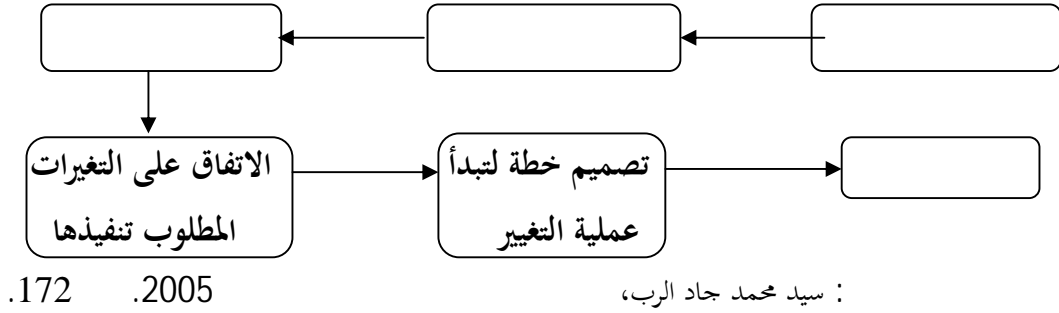 الاتفاق على التغيرات
المطلوب تنفيذها
تصميم خطة لتبدأ
عملية التغيير
: سيد محمد جاد الرب، 2005. 172.